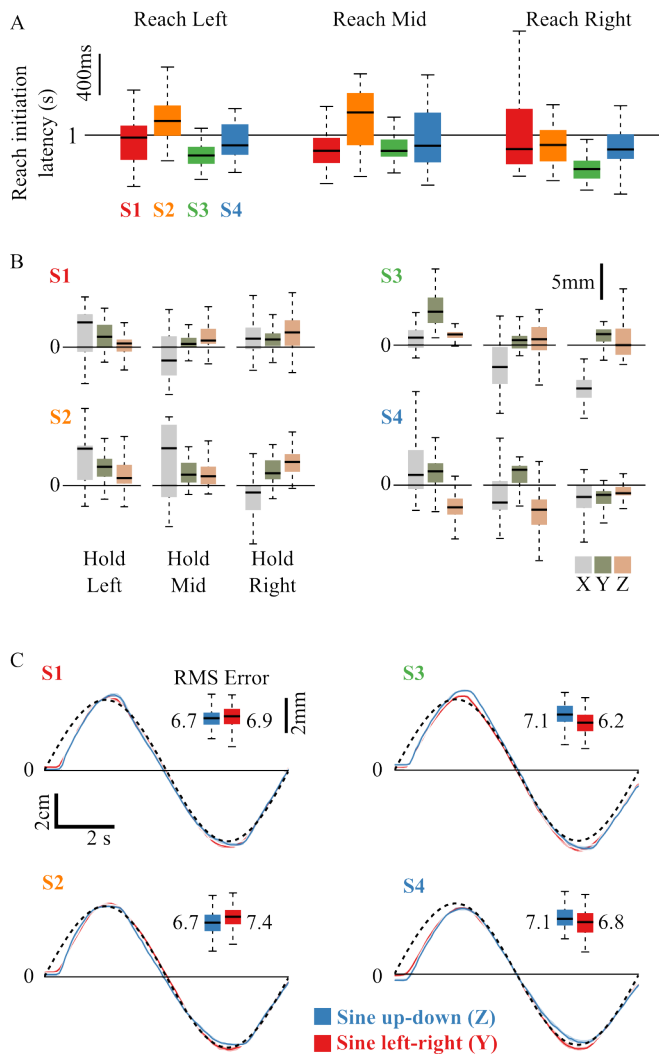 A
Reach Left
Reach Mid
Reach Right
400ms
Reach initiation
latency (s)
1
S1
S2
S3
S4
B
S1
S3
5mm
0
0
S2
S4
0
0
Hold
Left
Hold
Mid
Hold
Right
X
Y
Z
C
S1
RMS Error
6.7
6.9
2mm
S3
7.1
6.2
0
0
2cm
2 s
S2
6.7
7.4
S4
7.1
6.8
0
0
Sine up-down (Z)
Sine left-right (Y)